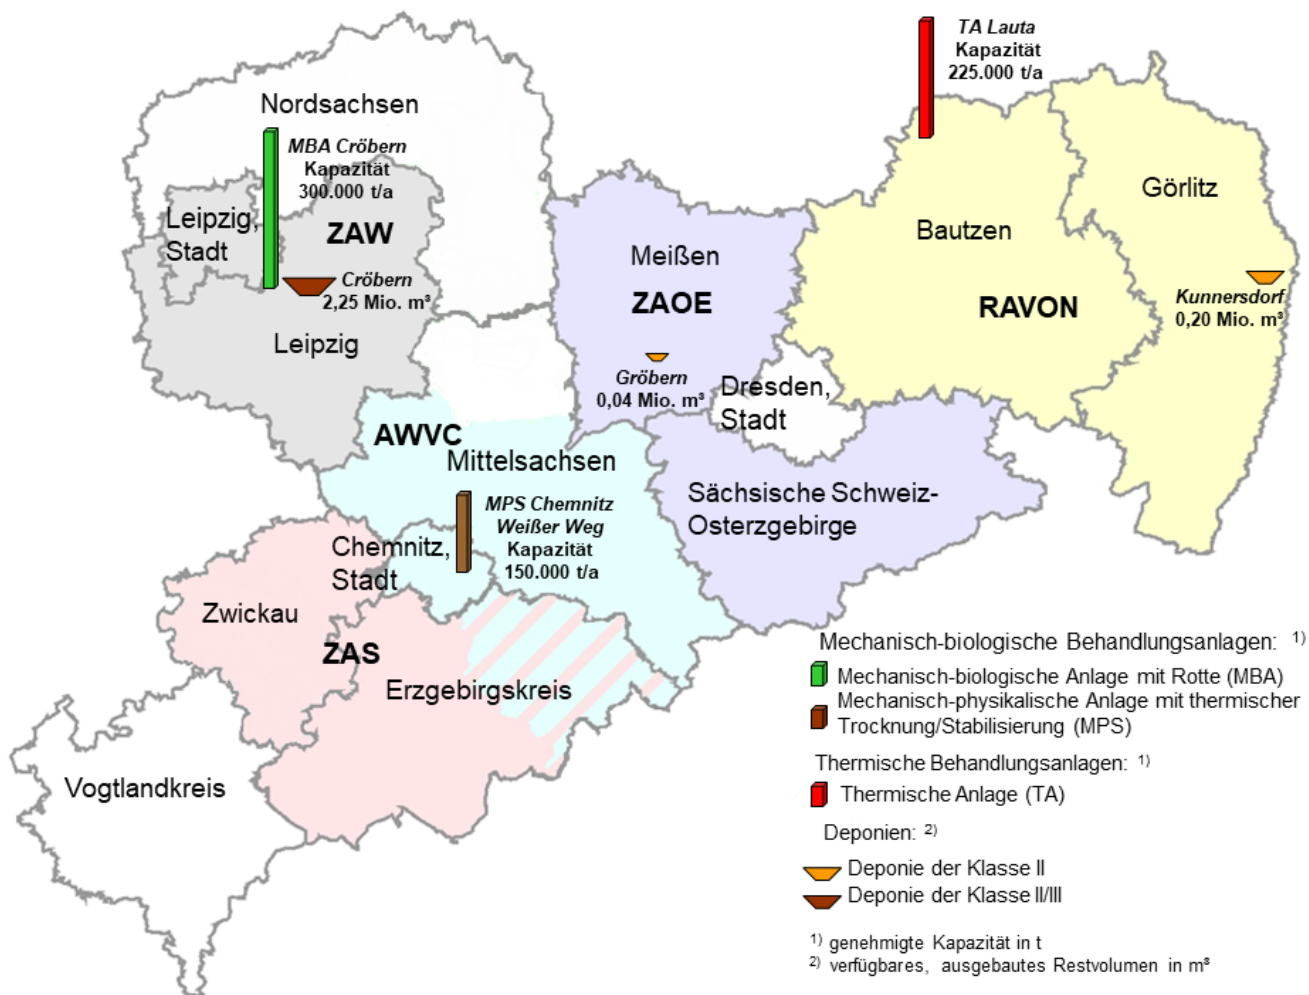 TA Lauta
Kapazität
225.000 t/a
Nordsachsen
MBA Cröbern
Kapazität
300.000 t/a
Leipzig,
Stadt
ZAW
Cröbern
2,25 Mio. m³
Leipzig
Meißen
ZAOE
Gröbern
0,04 Mio. m³
Dresden,
Stadt
Bautzen
RAVON
Görlitz
Kunnersdorf
0,20 Mio. m³
AWVC
Mittelsachsen
MPS Chemnitz
Weißer Weg
Kapazität
150.000 t/a
Chemnitz,
Stadt
Sächsische Schweiz-
Osterzgebirge
Zwickau
ZAS
Erzgebirgskreis
Vogtlandkreis
Mechanisch-biologische Behandlungsanlagen: 1)
Mechanisch-biologische Anlage mit Rotte (MBA)
Mechanisch-physikalische Anlage mit thermischer
Trocknung/Stabilisierung (MPS)
Thermische Behandlungsanlagen: 1)
Thermische Anlage (TA)
Deponien: 2)
Deponie der Klasse II
Deponie der Klasse II/III
1) genehmigte Kapazität in t
2) verfügbares, ausgebautes Restvolumen in m³